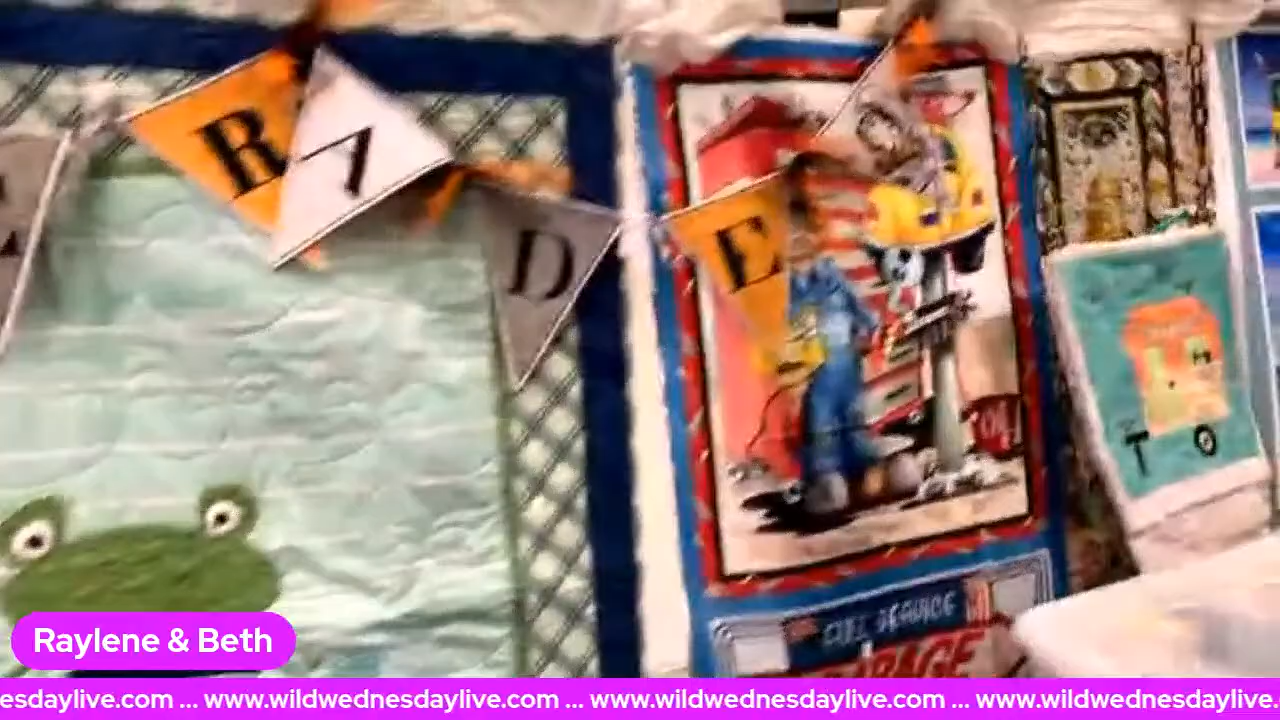 R A D E
T O
FULL SERVICE
GARAGE
Raylene & Beth
esdaylive.com ... www.wildwednesdaylive.com ... www.wildwednesdaylive.com ... www.wildwednesdaylive.